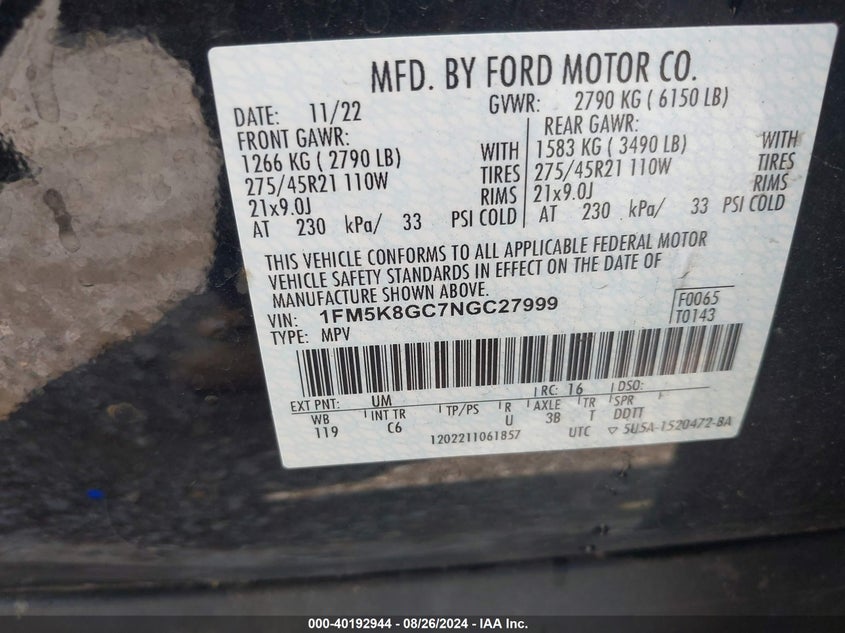 MFD. BY FORD MOTOR CO.
DATE: 11/22 GVWR: 2790 KG ( 6150 LB)
FRONT GAWR: REAR GAWR:
1266 KG ( 2790 LB) WITH 1583 KG ( 3490 LB) WITH
275/45R21 110W TIRES 275/45R21 110W TIRES
21x9.0J RIMS 21x9.0J RIMS
AT 230 kPa/ 33 PSI COLD AT 230 kPa/ 33 PSI COLD
THIS VEHICLE CONFORMS TO ALL APPLICABLE FEDERAL MOTOR
VEHICLE SAFETY STANDARDS IN EFFECT ON THE DATE OF
MANUFACTURE SHOWN ABOVE.
VIN: 1FM5K8GC7NGC27999 F0065
TYPE: MPV T0143
EXT PNT: UM RC: 16 DSO:
WB INT TR TP/PS R AXLE TR SPR
119 C6 U 3B T DDTT
1202211061857 UTC ▽ 5U5A-1520472-BA
000-40192944 - 08/26/2024 - IAA Inc.